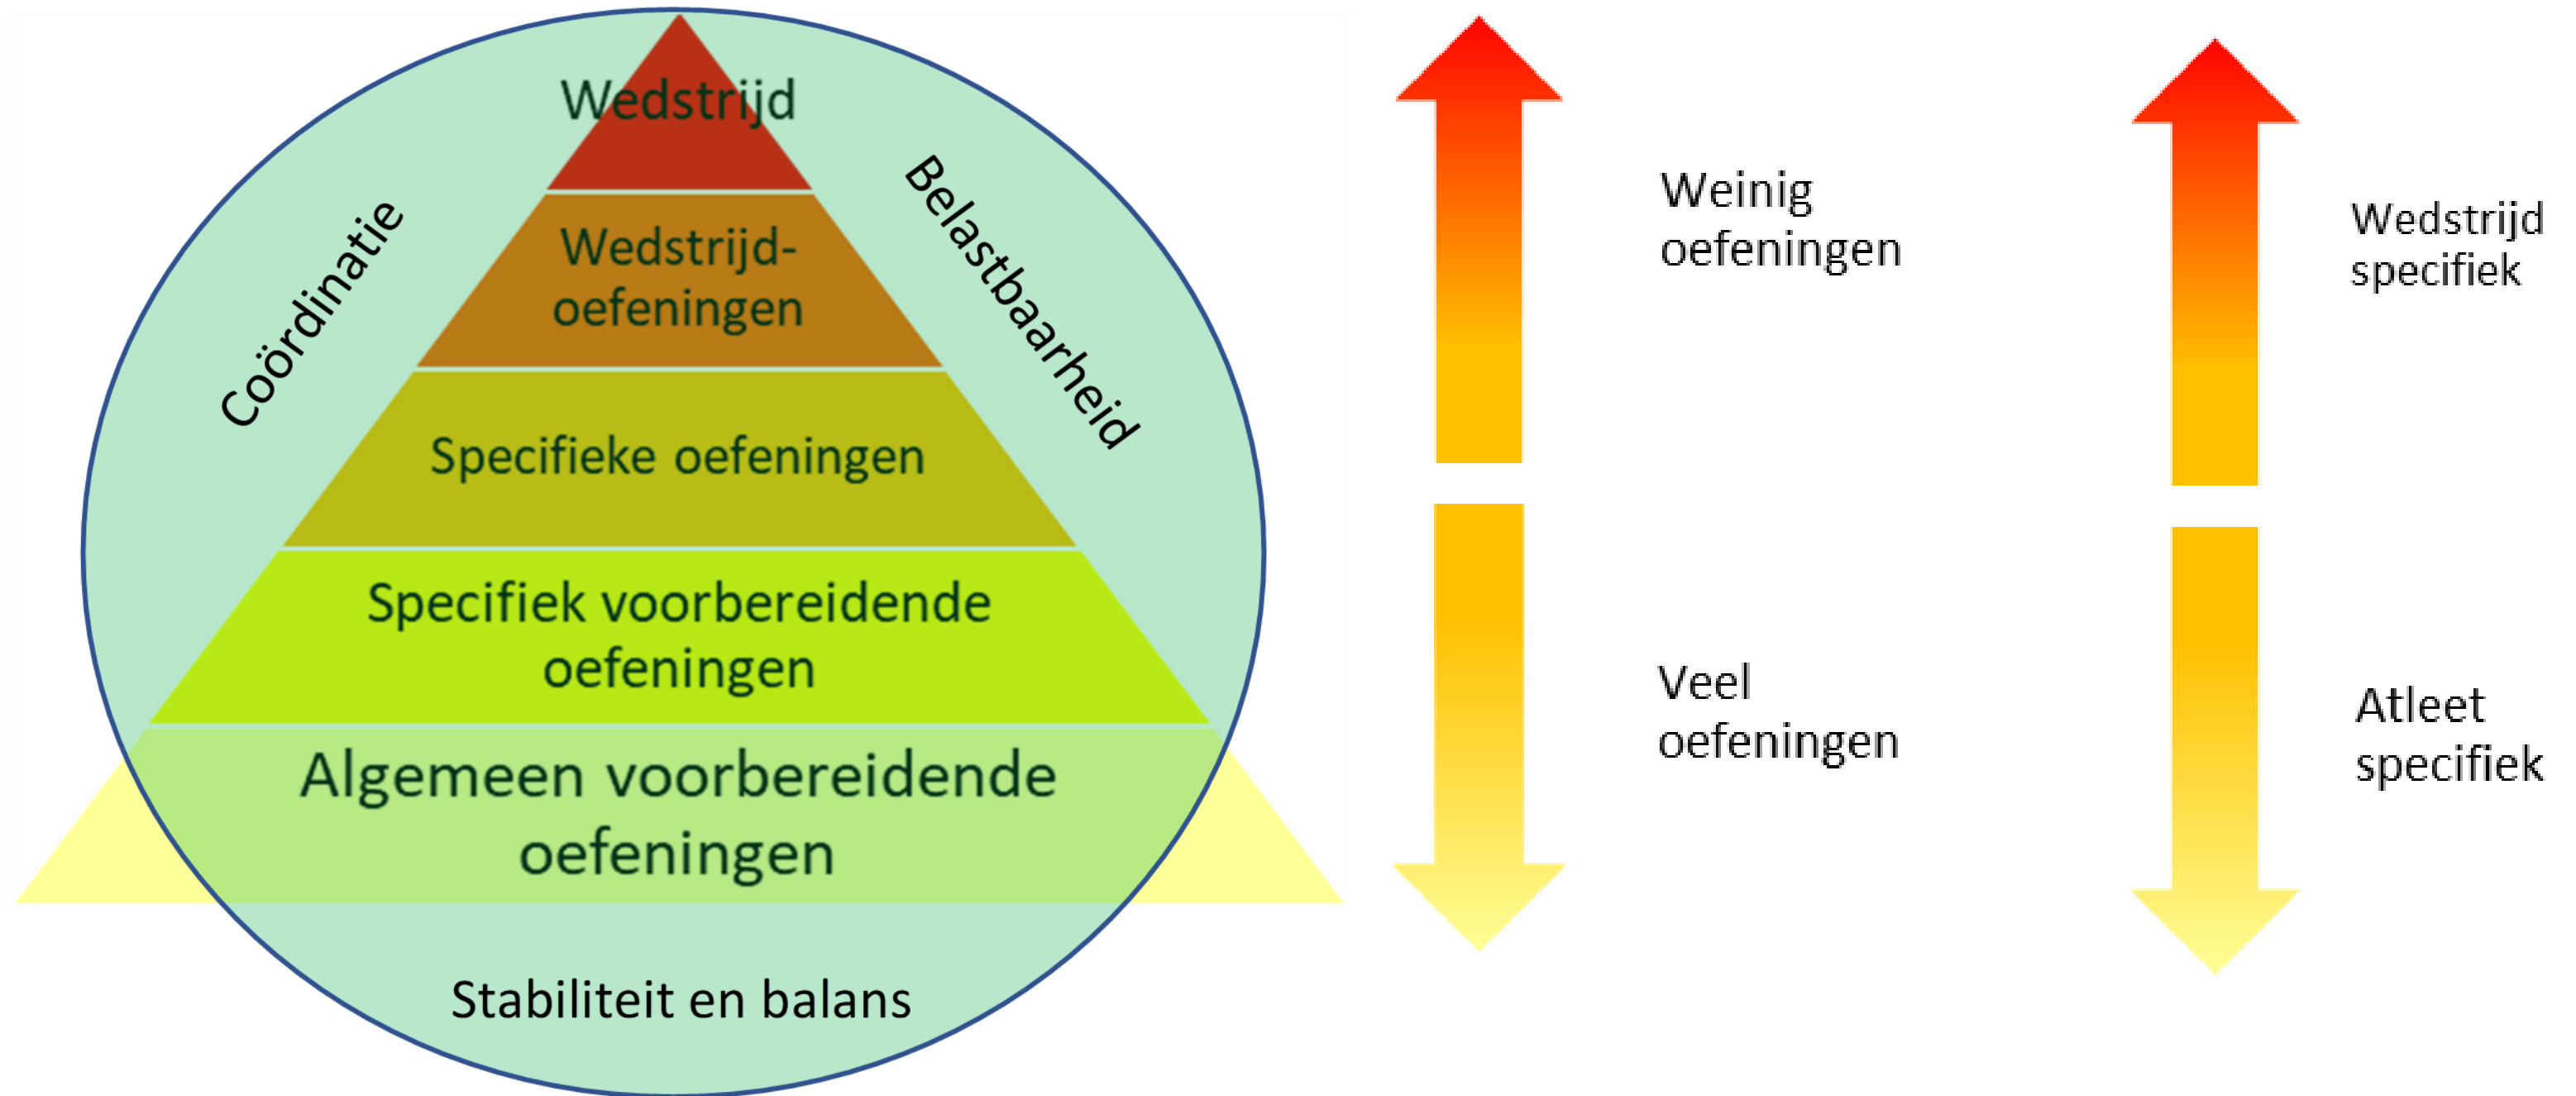 Wedstrijd
Wedstrijd-
oefeningen
Specifieke oefeningen
Specifiek voorbereidende
oefeningen
Algemeen voorbereidende
oefeningen
Coördinatie
Belastbaarheid
Stabiliteit en balans
Weinig
oefeningen
Veel
oefeningen
Wedstrijd
specifiek
Atleet
specifiek